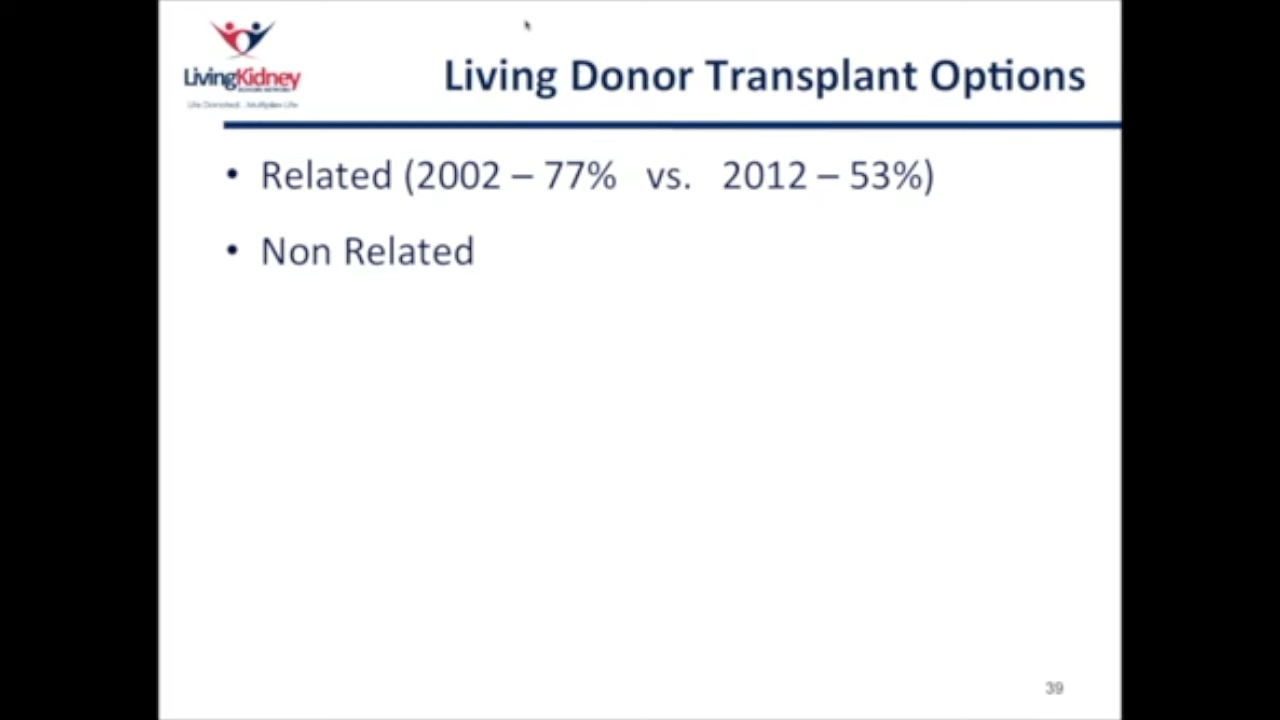 LivingKidney
Living Donor Transplant Options
• Related (2002 – 77% vs. 2012 – 53%)
• Non Related
39